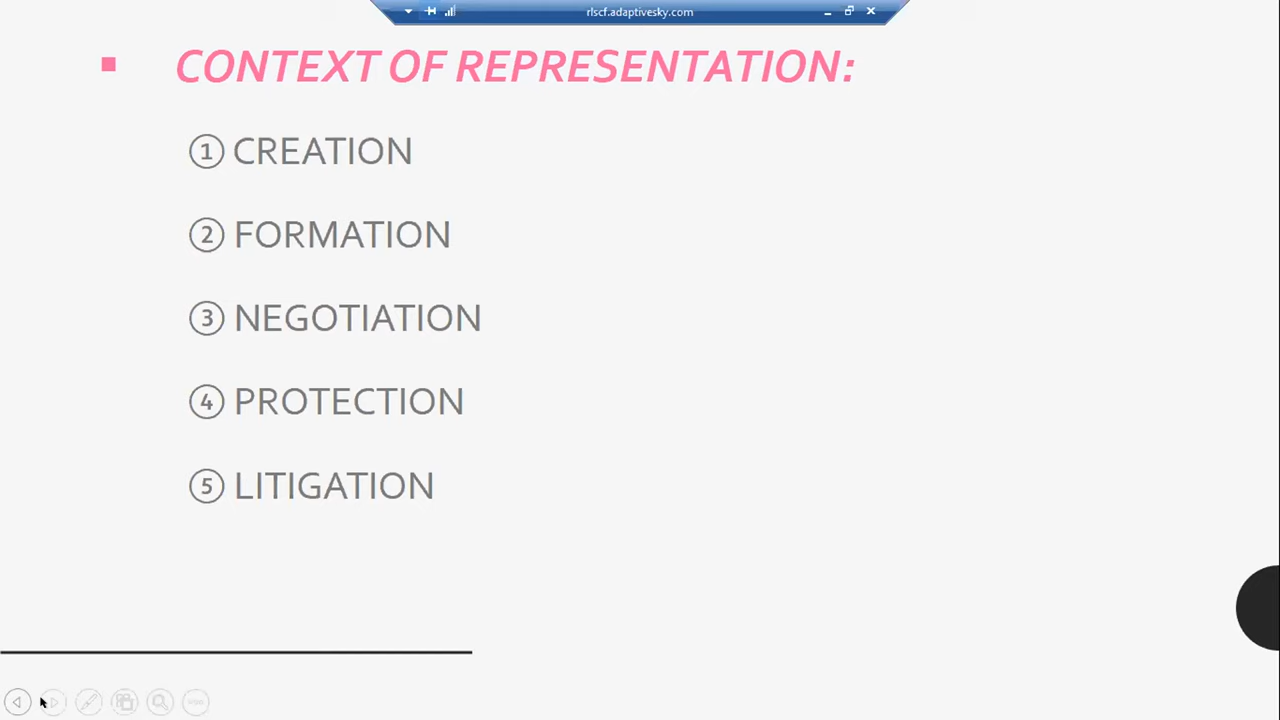 rlscf.adaptivesky.com
▪ CONTEXT OF REPRESENTATION:
① CREATION
② FORMATION
③ NEGOTIATION
④ PROTECTION
⑤ LITIGATION